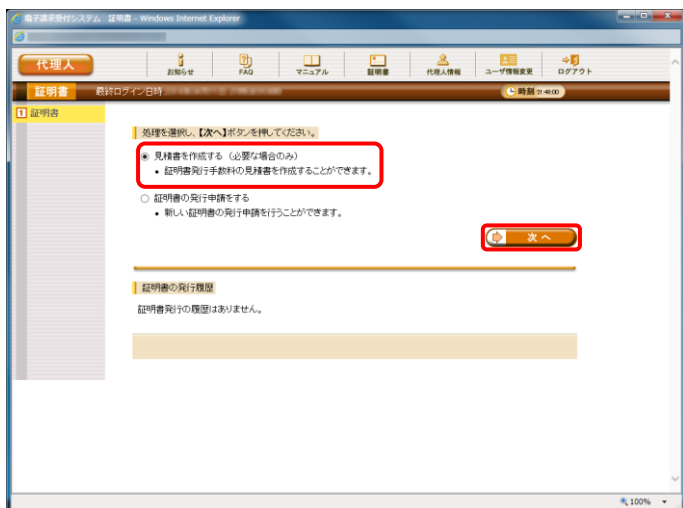 電子請求受付システム 証明書 - Windows Internet Explorer
代理人
お知らせ
FAQ
マニュアル
証明書
代理人情報
ユーザ情報変更
ログアウト
証明書 最終ログイン日時
時刻 21:48:00
1 証明書
処理を選択し、【次へ】ボタンを押してください。
見積書を作成する（必要な場合のみ）
• 証明書発行手数料の見積書を作成することができます。
証明書の発行申請をする
• 新しい証明書の発行申請を行うことができます。
次へ
証明書の発行履歴
証明書発行の履歴はありません。
100%